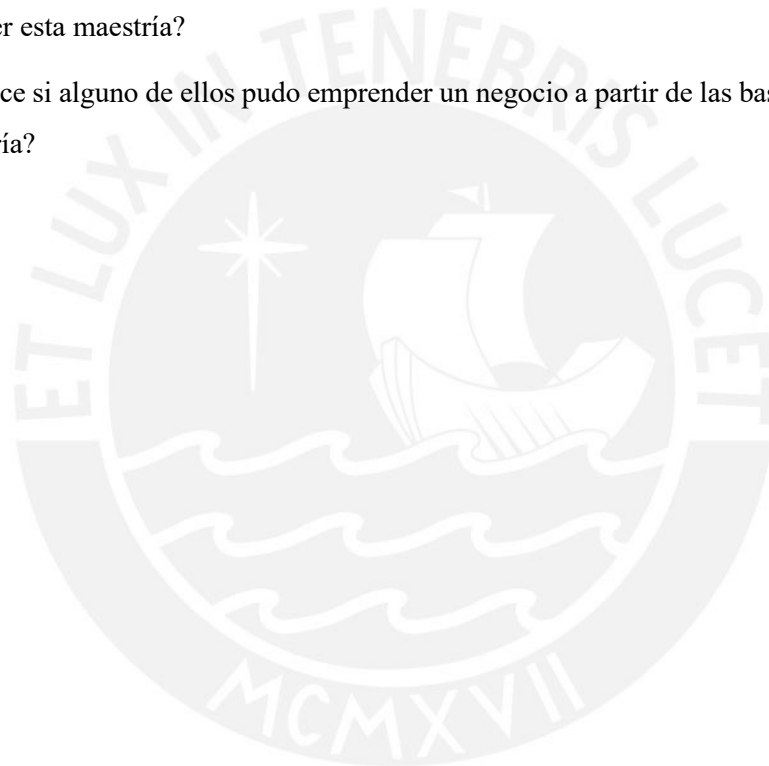 er esta maestría?
ce si alguno de ellos pudo emprender un negocio a partir de las bas
ía?
ET LUX IN TENEBRIS LUCET
MCMXVII